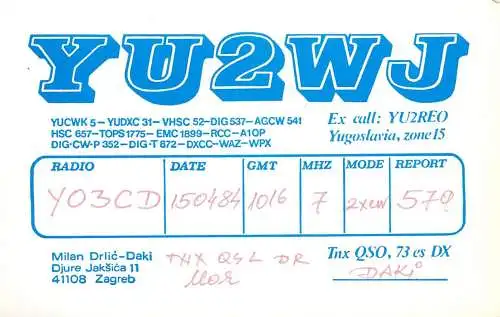 YU2WJ
YUCWK 5 – YUDXC 31 – VHSC 52 – DIG 537 – AGCW 541
HSC 657 – TOPS 1775 – EMC 1899 – RCC – A1OP
DIG-CW-P 352 – DIG-T 672 – DXCC – WAZ – WPX
Ex call: YU2REO
Yugoslavia, zone 15
RADIO DATE GMT MHZ MODE REPORT
YO3CD 150484 1016 7 2xcw 579
Milan Drlić-Daki
Djure Jakšića 11
41108 Zagreb
TNX QSL DR
Tnx QSO, 73 es DX
DAKI